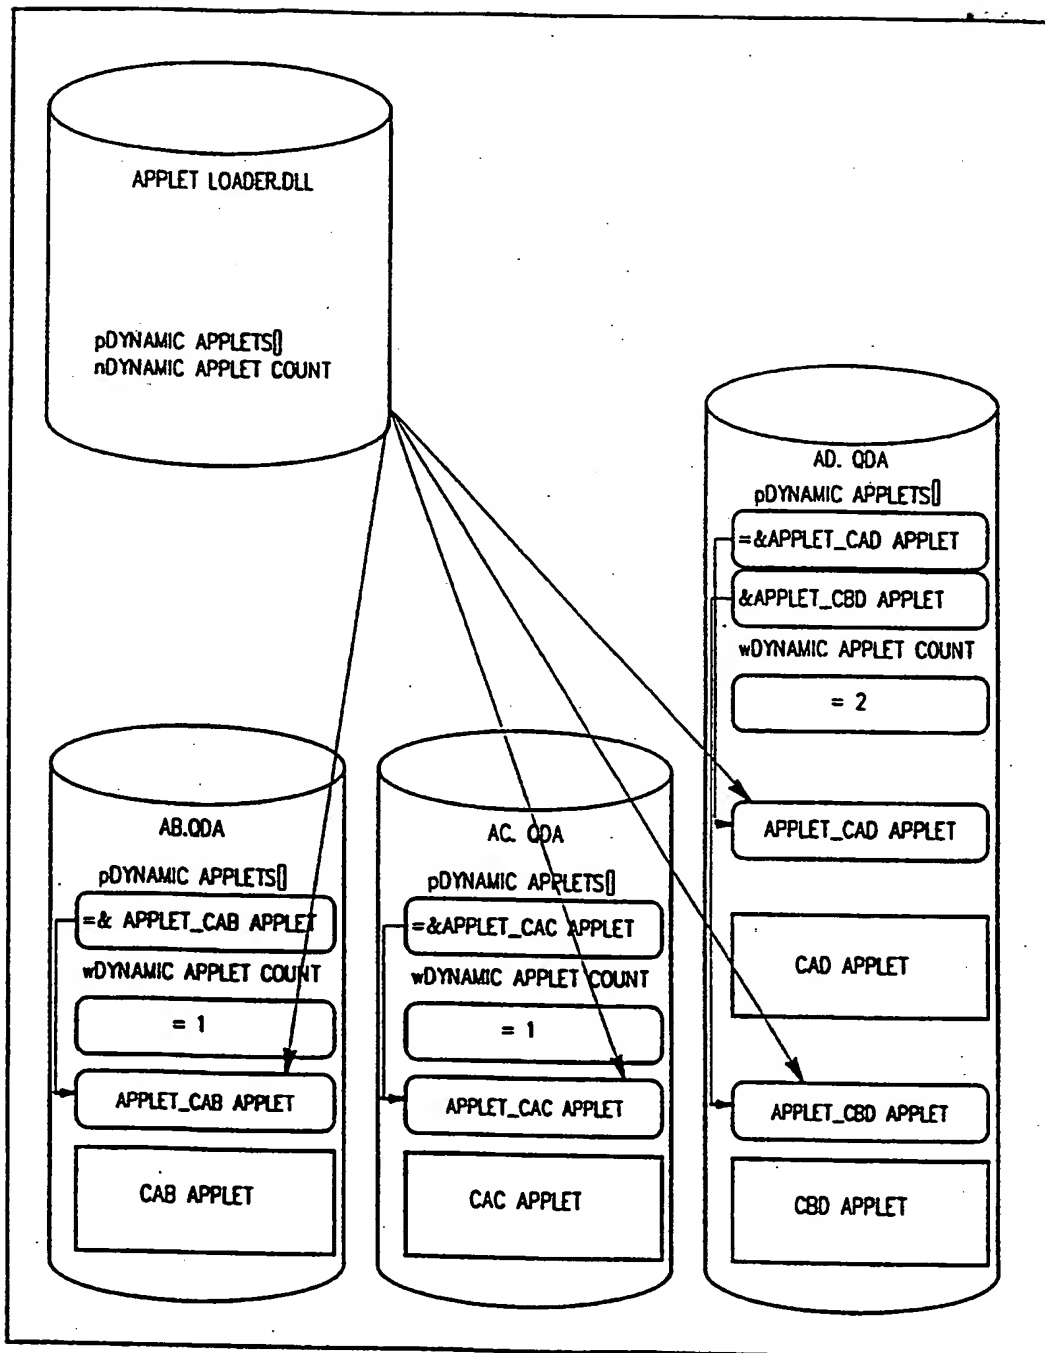 APPLET LOADER.DLL
pDYNAMIC APPLETS[]
nDYNAMIC APPLET COUNT
AD. QDA
pDYNAMIC APPLETS[]
=&APPLET_CAD APPLET
&APPLET_CBD APPLET
wDYNAMIC APPLET COUNT
= 2
APPLET_CAD APPLET
CAD APPLET
APPLET_CBD APPLET
CBD APPLET
AB.QDA
pDYNAMIC APPLETS[]
=& APPLET_CAB APPLET
wDYNAMIC APPLET COUNT
= 1
APPLET_CAB APPLET
CAB APPLET
AC. QDA
pDYNAMIC APPLETS[]
=&APPLET_CAC APPLET
wDYNAMIC APPLET COUNT
= 1
APPLET_CAC APPLET
CAC APPLET